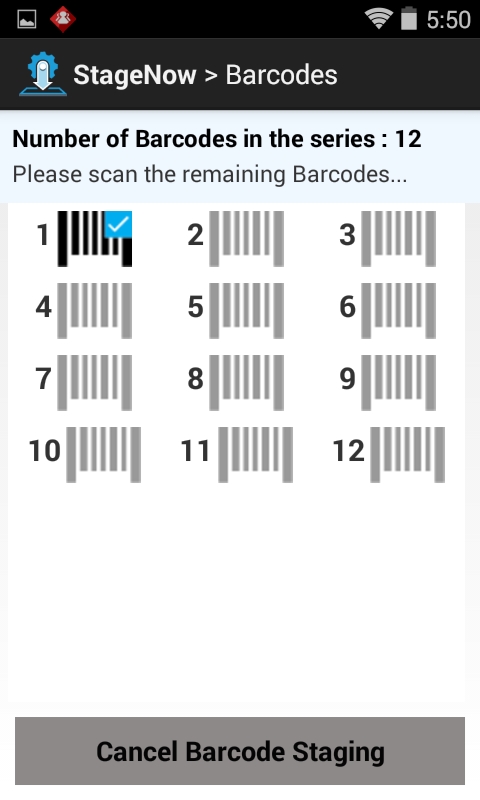 5:50
StageNow > Barcodes
Number of Barcodes in the series : 12
Please scan the remaining Barcodes...
1 2 3
4 5 6
7 8 9
10 11 12
Cancel Barcode Staging